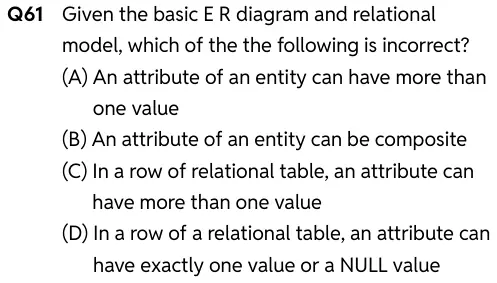 Q61 Given the basic E R diagram and relational
model, which of the the following is incorrect?
(A) An attribute of an entity can have more than
one value
(B) An attribute of an entity can be composite
(C) In a row of relational table, an attribute can
have more than one value
(D) In a row of a relational table, an attribute can
have exactly one value or a NULL value